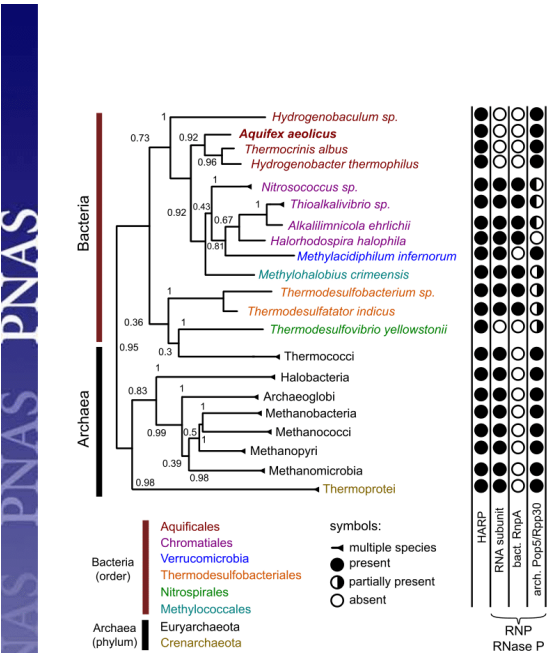 PNAS
PNAS
PNAS
Bacteria
Archaea
1
0.73
0.92
0.96
0.92
0.43
1
1
0.67
0.81
0.36
0.95
1
1
0.3
1
0.83
1
0.99
0.5
1
1
0.39
0.98
0.98
Hydrogenobaculum sp.
Aquifex aeolicus
Thermocrinis albus
Hydrogenobacter thermophilus
Nitrosococcus sp.
Thioalkalivibrio sp.
Alkalilimnicola ehrlichii
Halorhodospira halophila
Methylacidiphilum infernorum
Methylohalobius crimeensis
Thermodesulfobacterium sp.
Thermodesulfatator indicus
Thermodesulfovibrio yellowstonii
Thermococci
Halobacteria
Archaeoglobi
Methanobacteria
Methanococci
Methanopyri
Methanomicrobia
Thermoprotei
HARP
RNA subunit
bact. RnpA
arch. Pop5/Rpp30
RNP
RNase P
Bacteria
(order)
Aquificales
Chromatiales
Verrucomicrobia
Thermodesulfobacteriales
Nitrospirales
Methylococcales
Archaea
(phylum)
Euryarchaeota
Crenarchaeota
symbols:
multiple species
present
partially present
absent